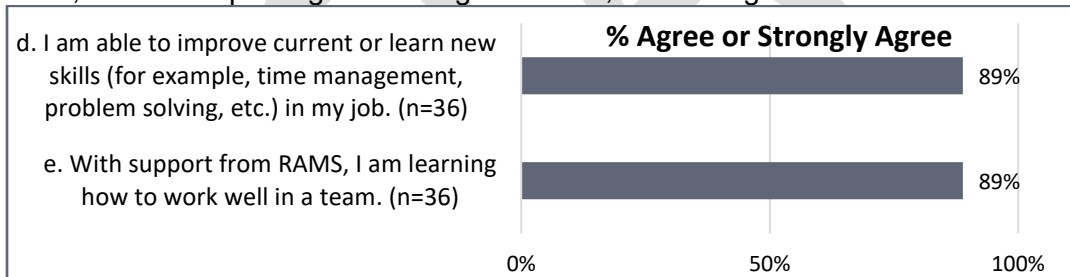 % Agree or Strongly Agree
d. I am able to improve current or learn new
skills (for example, time management,
problem solving, etc.) in my job. (n=36)
89%
e. With support from RAMS, I am learning
how to work well in a team. (n=36)
89%
0%
50%
100%